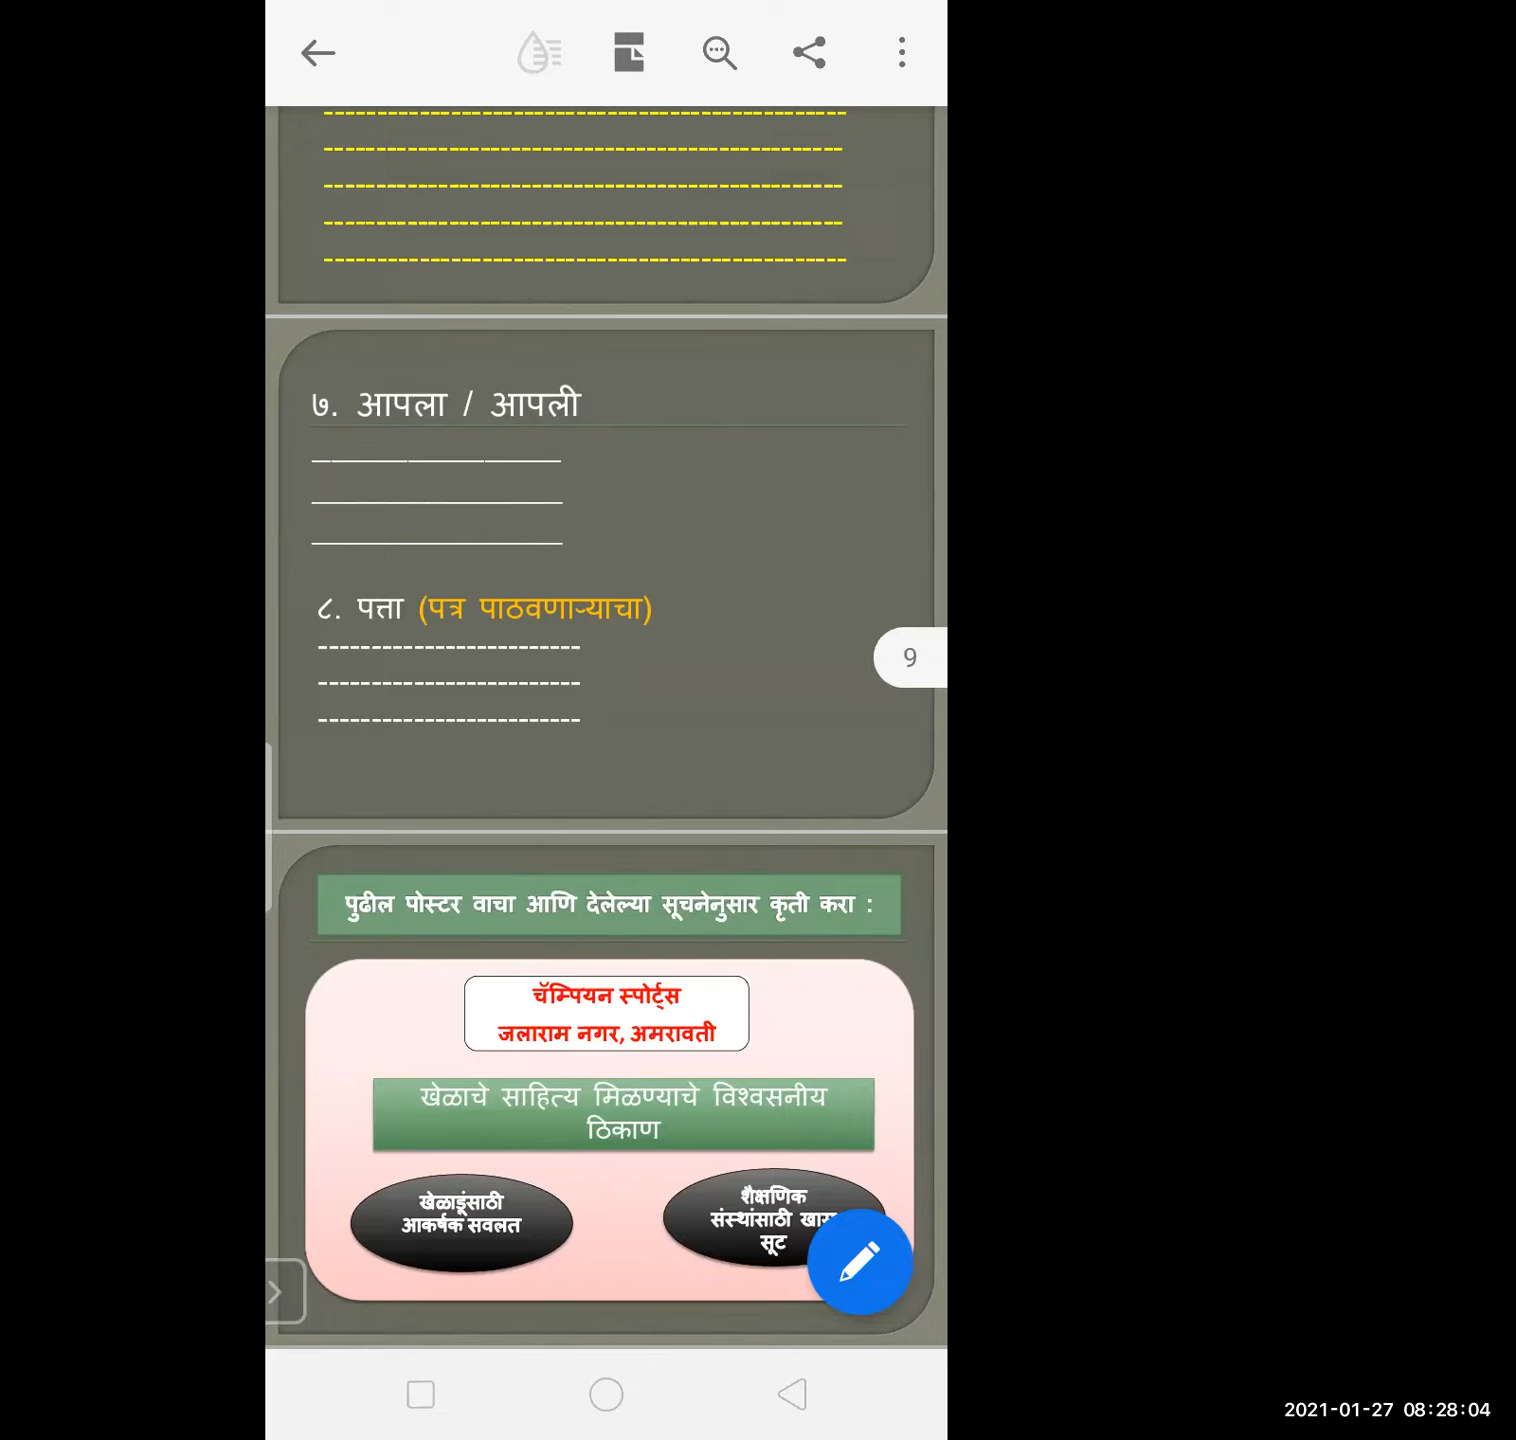 ७. आपला / आपली
८. पत्ता (पत्र पाठवणाऱ्याचा)
9
पुढील पोस्टर वाचा आणि देलेल्या सूचनेनुसार कृती करा :
चॅम्पियन स्पोर्ट्स
जलाराम नगर, अमरावती
खेळाचे साहित्य मिळण्याचे विश्वसनीय
ठिकाण
खेळाडूंसाठी
आकर्षक सवलत
शैक्षणिक
संस्थांसाठी
सूट
2021-01-27 08:28:04